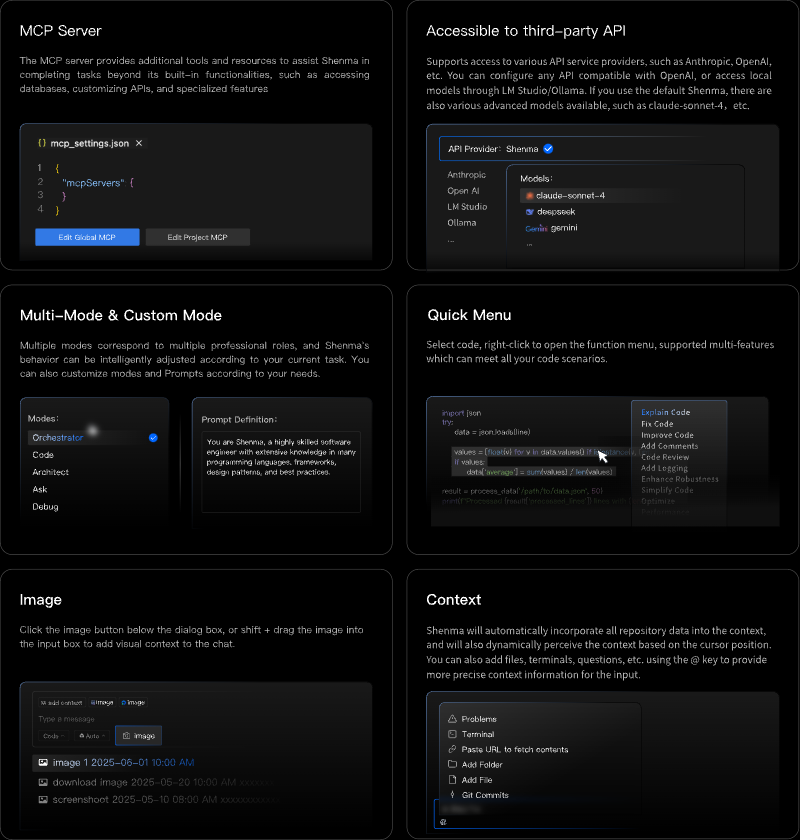 MCP Server
The MCP server provides additional tools and resources to assist Shenma in
completing tasks beyond its built-in functionalities, such as accessing
databases, customizing APIs, and specialized features
{} mcp_settings.json ×
1 {
2 "mcpServers" {
3 }
4 }
Edit Global MCP
Edit Project MCP
Accessible to third-party API
Supports access to various API service providers, such as Anthropic, OpenAI,
etc. You can configure any API compatible with OpenAI, or access local
models through LM Studio/Ollama. If you use the default Shenma, there are
also various advanced models available, such as claude-sonnet-4, etc.
API Provider: Shenma
Anthropic
Open AI
LM Studio
Ollama
...
Models:
claude-sonnet-4
deepseek
Gemini gemini
...
Multi-Mode & Custom Mode
Multiple modes correspond to multiple professional roles, and Shenma's
behavior can be intelligently adjusted according to your current task. You
can also customize modes and Prompts according to your needs.
Modes:
Orchestrator
Code
Architect
Ask
Debug
Prompt Definition:
You are Shenma, a highly skilled software
engineer with extensive knowledge in many
programming languages, frameworks,
design patterns, and best practices.
Quick Menu
Select code, right-click to open the function menu, supported multi-features
which can meet all your code scenarios.
import json
try:
data = json.loads(line)
values = [float(v) for v in data.values() if
if values:
data['average'] = sum(values) / len(values)
result = process_data('/path/to/data.json', 50)
Explain Code
Fix Code
Improve Code
Add Comments
Code Review
Add Logging
Enhance Robustness
Simplify Code
Optimize
Image
Click the image button below the dialog box, or shift + drag the image into
the input box to add visual context to the chat.
add context image image
Type a message
Code Auto image
image 1 2025-06-01 10:00 AM
download image 2025-05-20 10:00 AM
screenshoot 2025-05-10 08:00 AM
Context
Shenma will automatically incorporate all repository data into the context,
and will also dynamically perceive the context based on the cursor position.
You can also add files, terminals, questions, etc. using the @ key to provide
more precise context information for the input.
Problems
Terminal
Paste URL to fetch contents
Add Folder
Add File
Git Commits
@